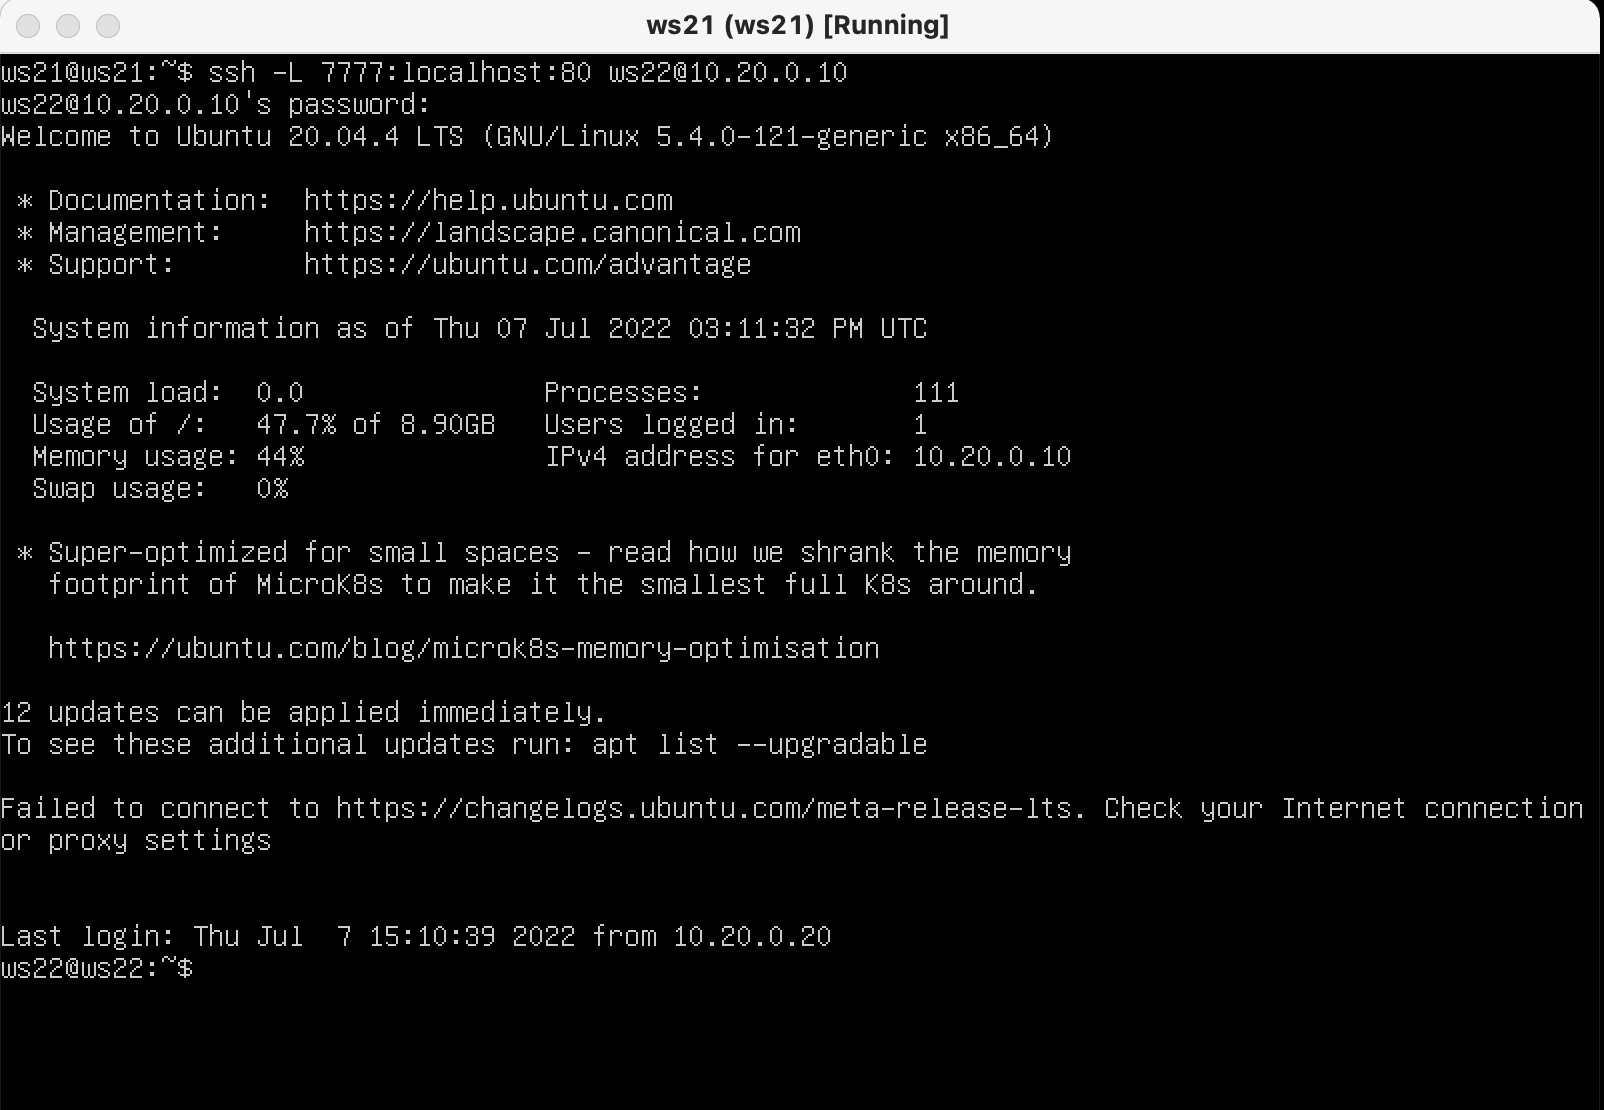 ws21 (ws21) [Running]
ws21@ws21:~$ ssh -L 7777:localhost:80 ws22@10.20.0.10
ws22@10.20.0.10's password:
Welcome to Ubuntu 20.04.4 LTS (GNU/Linux 5.4.0-121-generic x86_64)
* Documentation:  https://help.ubuntu.com
* Management:     https://landscape.canonical.com
* Support:        https://ubuntu.com/advantage
System information as of Thu 07 Jul 2022 03:11:32 PM UTC
System load:  0.0               Processes:             111
Usage of /:   47.7% of 8.90GB   Users logged in:       1
Memory usage: 44%               IPv4 address for eth0: 10.20.0.10
Swap usage:   0%
* Super-optimized for small spaces - read how we shrank the memory
footprint of MicroK8s to make it the smallest full K8s around.
https://ubuntu.com/blog/microk8s-memory-optimisation
12 updates can be applied immediately.
To see these additional updates run: apt list --upgradable
Failed to connect to https://changelogs.ubuntu.com/meta-release-lts. Check your Internet connection
or proxy settings
Last login: Thu Jul  7 15:10:39 2022 from 10.20.0.20
ws22@ws22:~$